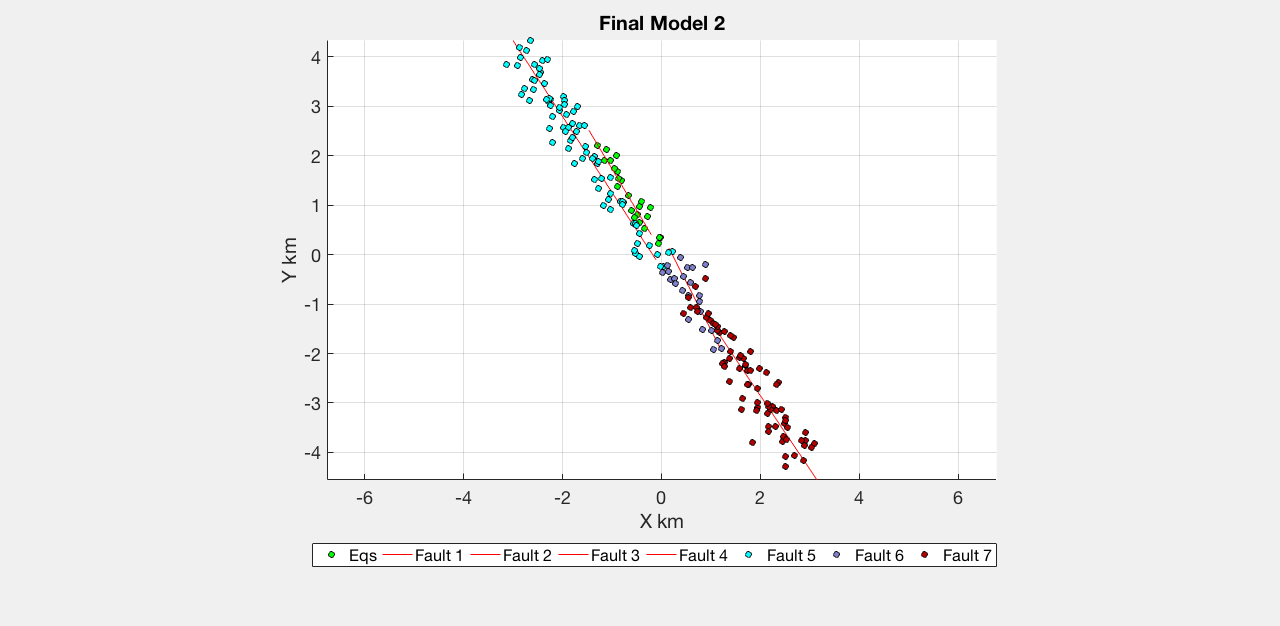 Final Model 2
4
3
2
1
0
-1
-2
-3
-4
Y km
-6 -4 -2 0 2 4 6
X km
Eqs Fault 1 Fault 2 Fault 3 Fault 4 Fault 5 Fault 6 Fault 7